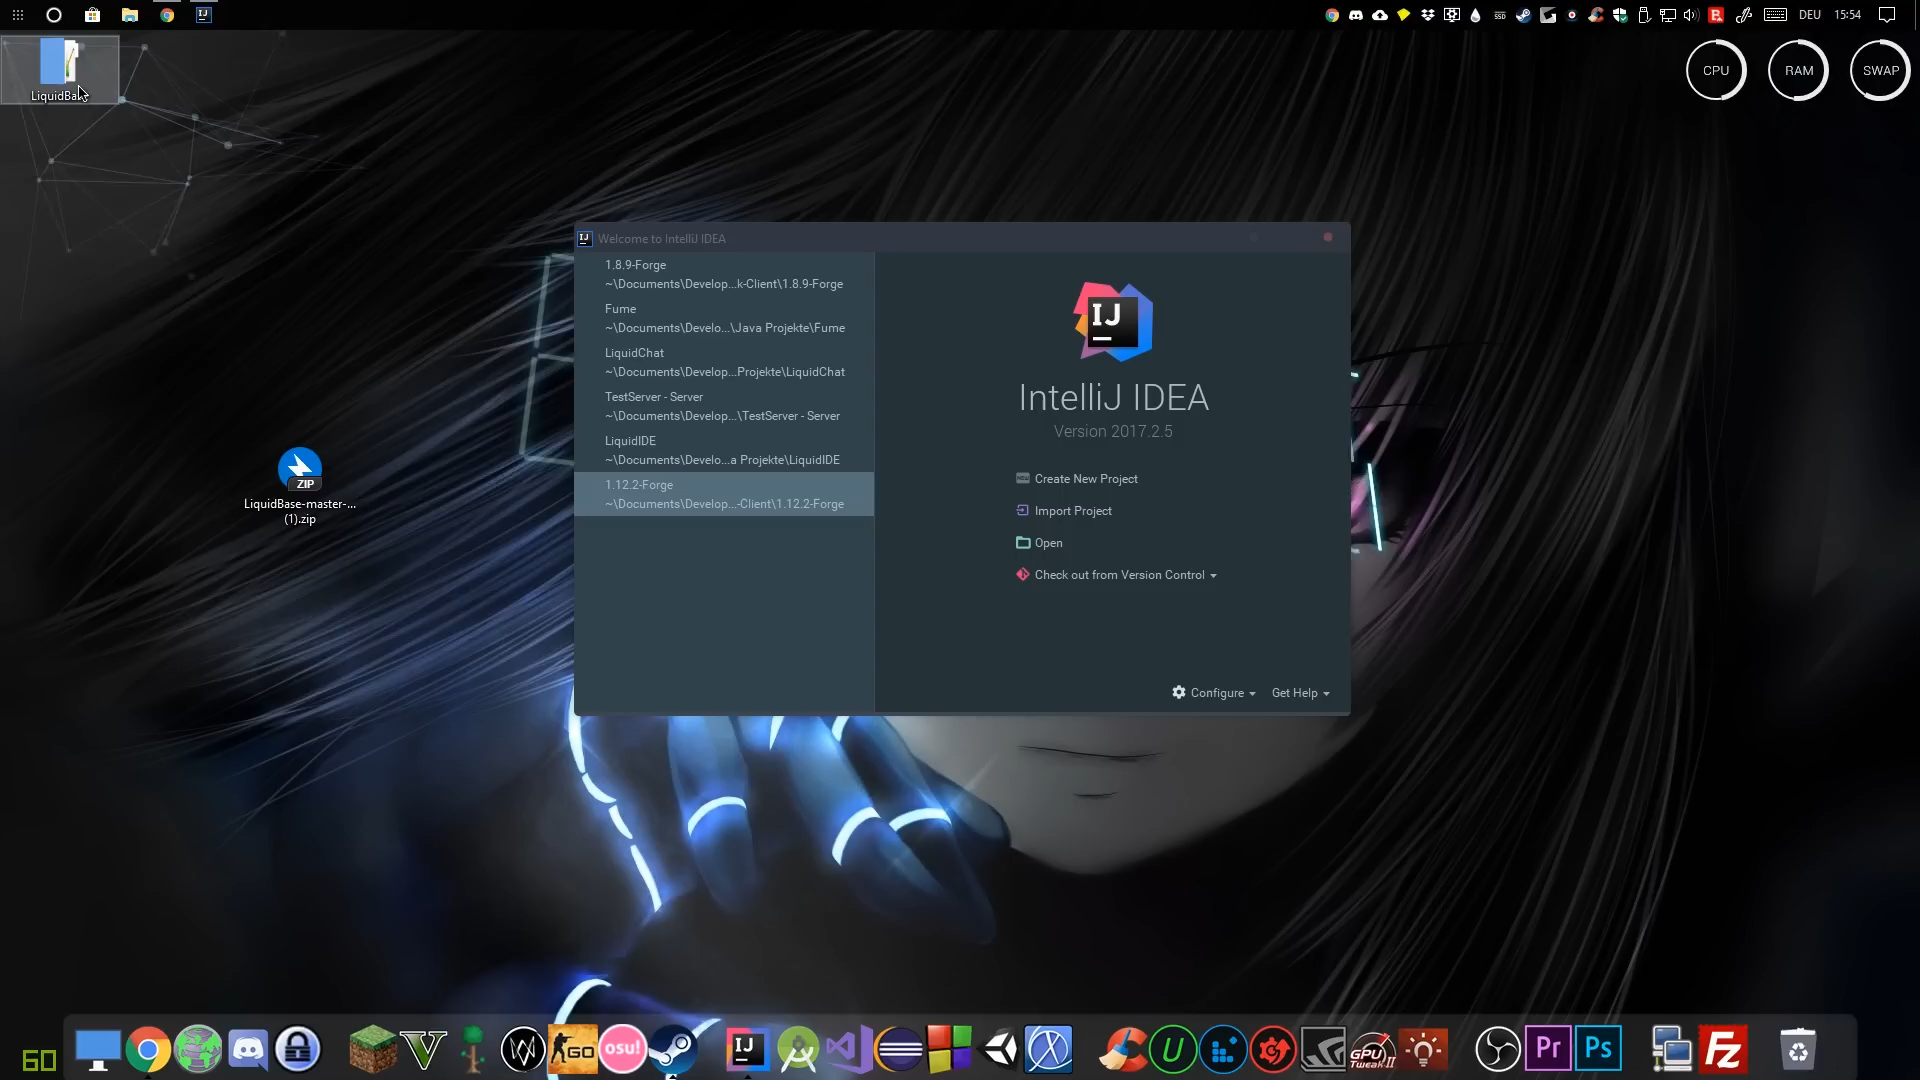 DEU 15:54
LiquidBase
CPU
RAM
SWAP
LiquidBase-master-...
(1).zip
ZIP
Welcome to IntelliJ IDEA
1.8.9-Forge
~\Documents\Develop...k-Client\1.8.9-Forge
Fume
~\Documents\Develo...\Java Projekte\Fume
LiquidChat
~\Documents\Develop...Projekte\LiquidChat
TestServer - Server
~\Documents\Develop...\TestServer - Server
LiquidIDE
~\Documents\Develo...a Projekte\LiquidIDE
1.12.2-Forge
~\Documents\Develop...-Client\1.12.2-Forge
IJ
IntelliJ IDEA
Version 2017.2.5
Create New Project
Import Project
Open
Check out from Version Control
Configure
Get Help
60
GO
osu!
IJ
U
GPU
Tweak II
Pr
Ps
Fz